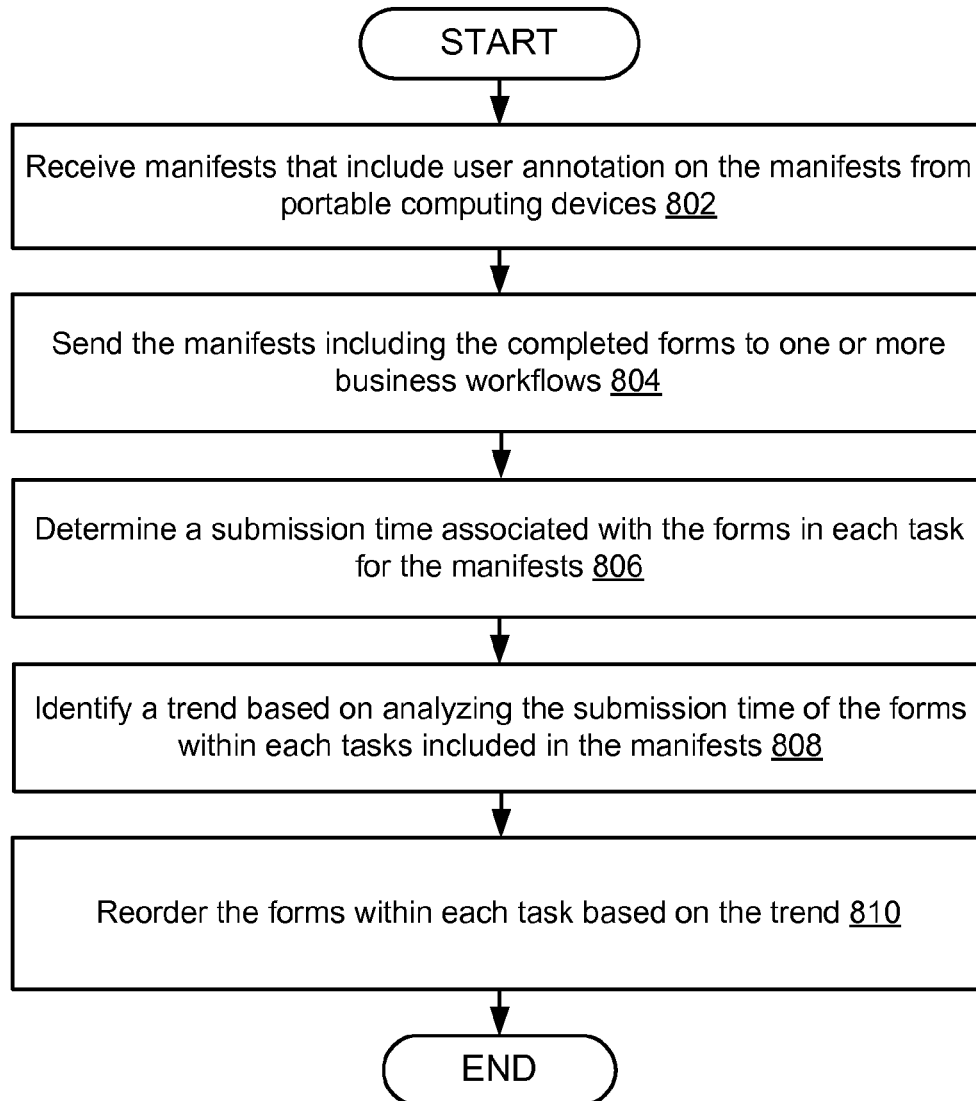 START
Receive manifests that include user annotation on the manifests from
portable computing devices 802
Send the manifests including the completed forms to one or more
business workflows 804
Determine a submission time associated with the forms in each task
for the manifests 806
Identify a trend based on analyzing the submission time of the forms
within each tasks included in the manifests 808
Reorder the forms within each task based on the trend 810
END